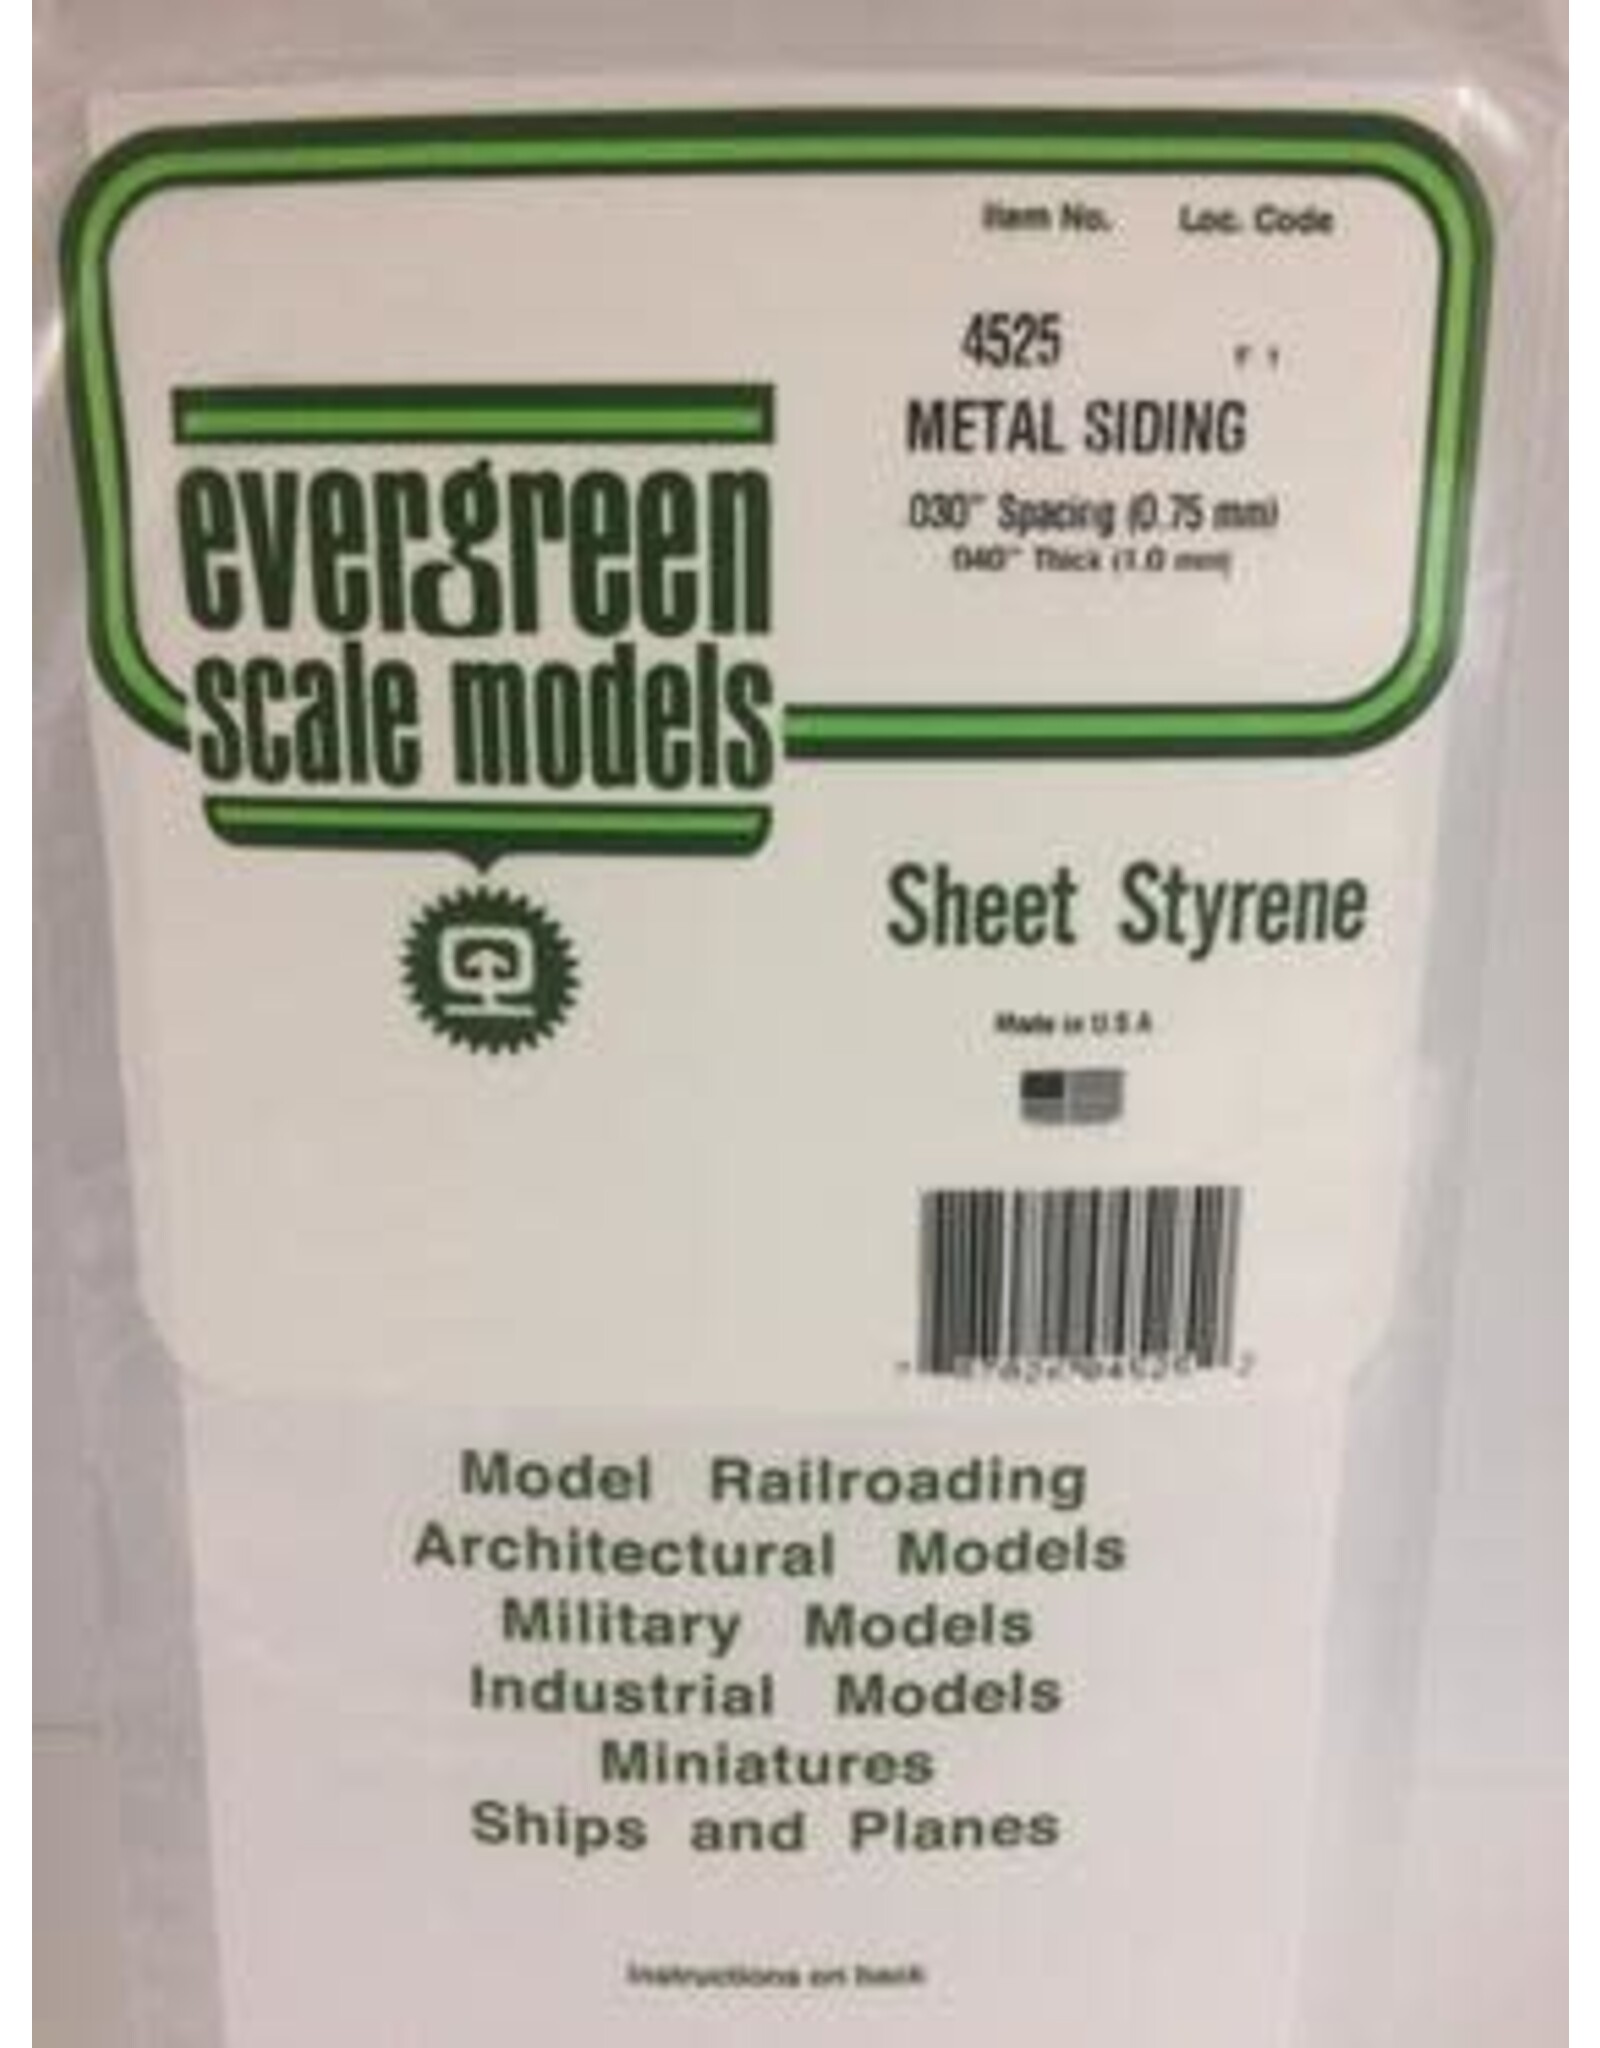 Item No. Loc. Code
4525
METAL SIDING
.030" Spacing (0.75 mm)
.040" Thick (1.0 mm)
evergreen
scale models
Sheet Styrene
Made in U.S.A
Model Railroading
Architectural Models
Military Models
Industrial Models
Miniatures
Ships and Planes
Instructions on back